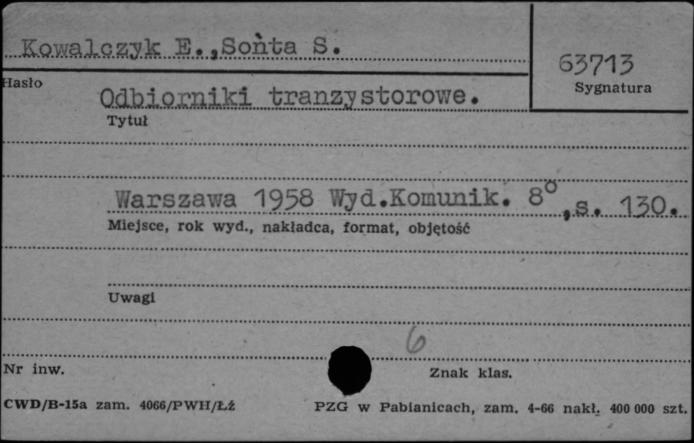 Kowalczyk E.,Sońta S.
63713
Hasło
Sygnatura
Odbiorniki tranzystorowe.
Tytuł
Warszawa 1958 Wyd.Komunik. 8°,s. 130.
Miejsce, rok wyd., nakładca, format, objętość
Uwagi
6
Nr inw.
Znak klas.
CWD/B-15a zam. 4066/PWH/Łź
PZG w Pabianicach, zam. 4-66 nakł. 400 000 szt.